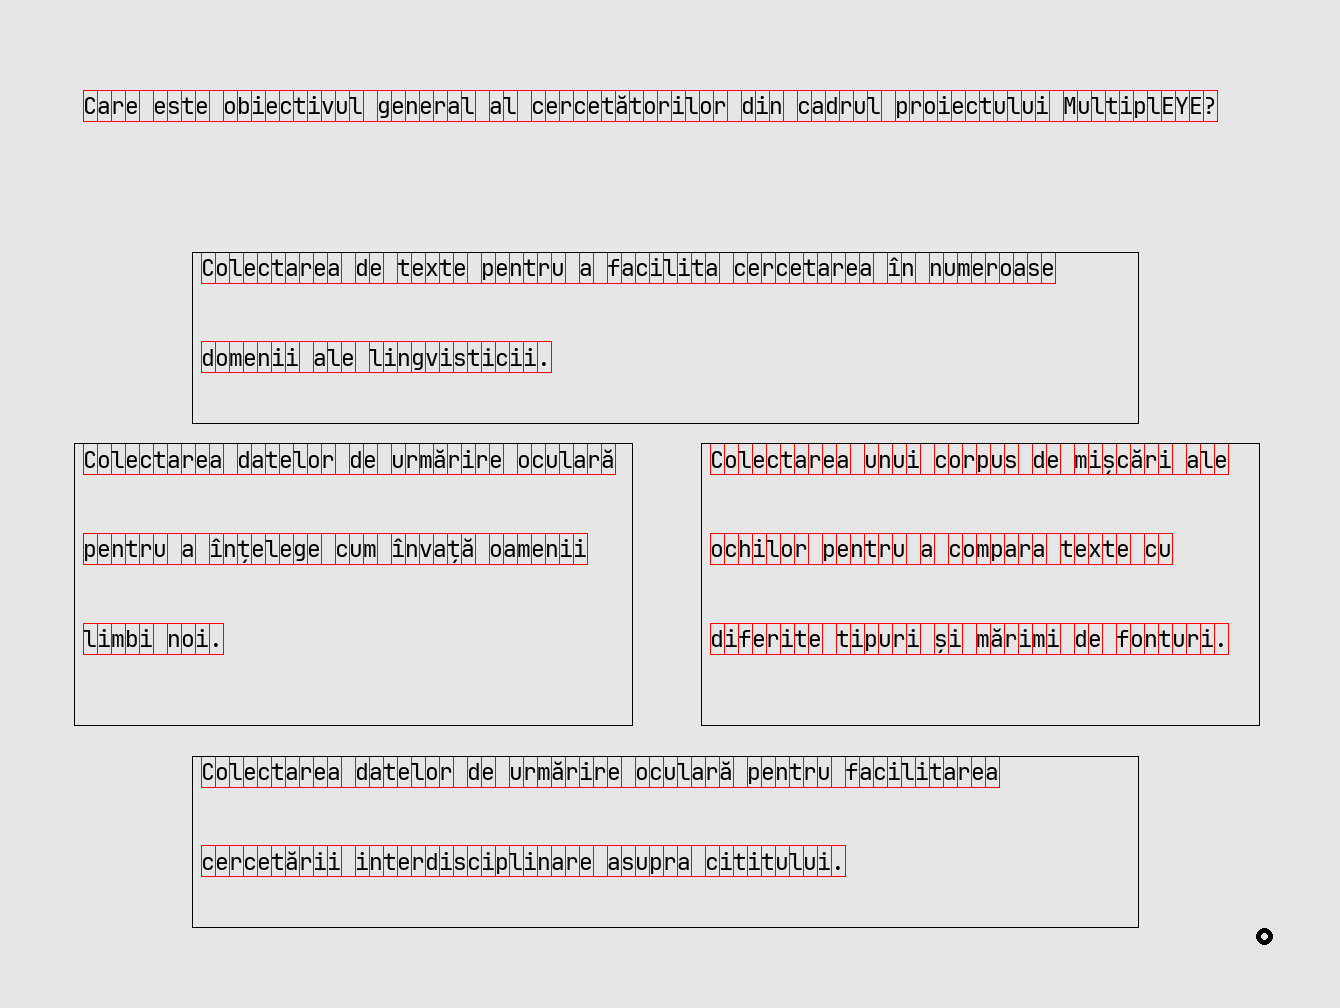 Care este obiectivul general al cercetătorilor din cadrul proiectului MultiplEYE?
Colectarea de texte pentru a facilita cercetarea în numeroase
domenii ale lingvisticii.
Colectarea datelor de urmărire oculară
pentru a înțelege cum învață oamenii
limbi noi.
Colectarea unui corpus de mișcări ale
ochilor pentru a compara texte cu
diferite tipuri și mărimi de fonturi.
Colectarea datelor de urmărire oculară pentru facilitarea
cercetării interdisciplinare asupra cititului.